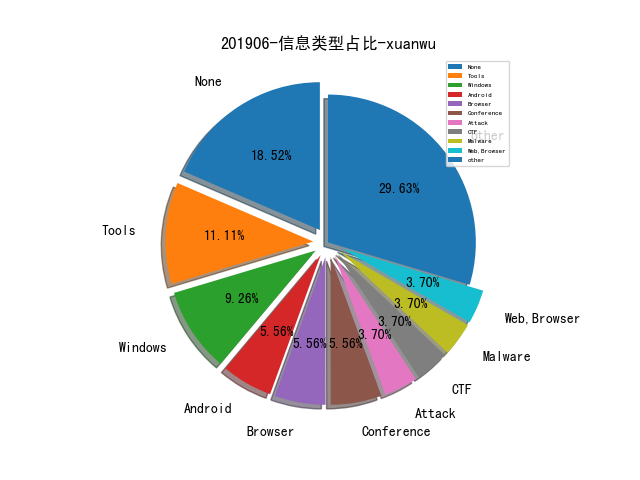 201906-信息类型占比-xuanwu
None
Tools
Windows
Android
Browser
Conference
Attack
CTF
Malware
Web,Browser
other
other
None
18.52%
29.63%
Tools
11.11%
9.26%
5.56%
5.56%
5.56%
3.70%
3.70%
3.70%
3.70%
Web,Browser
Windows
Malware
CTF
Android
Attack
Browser
Conference